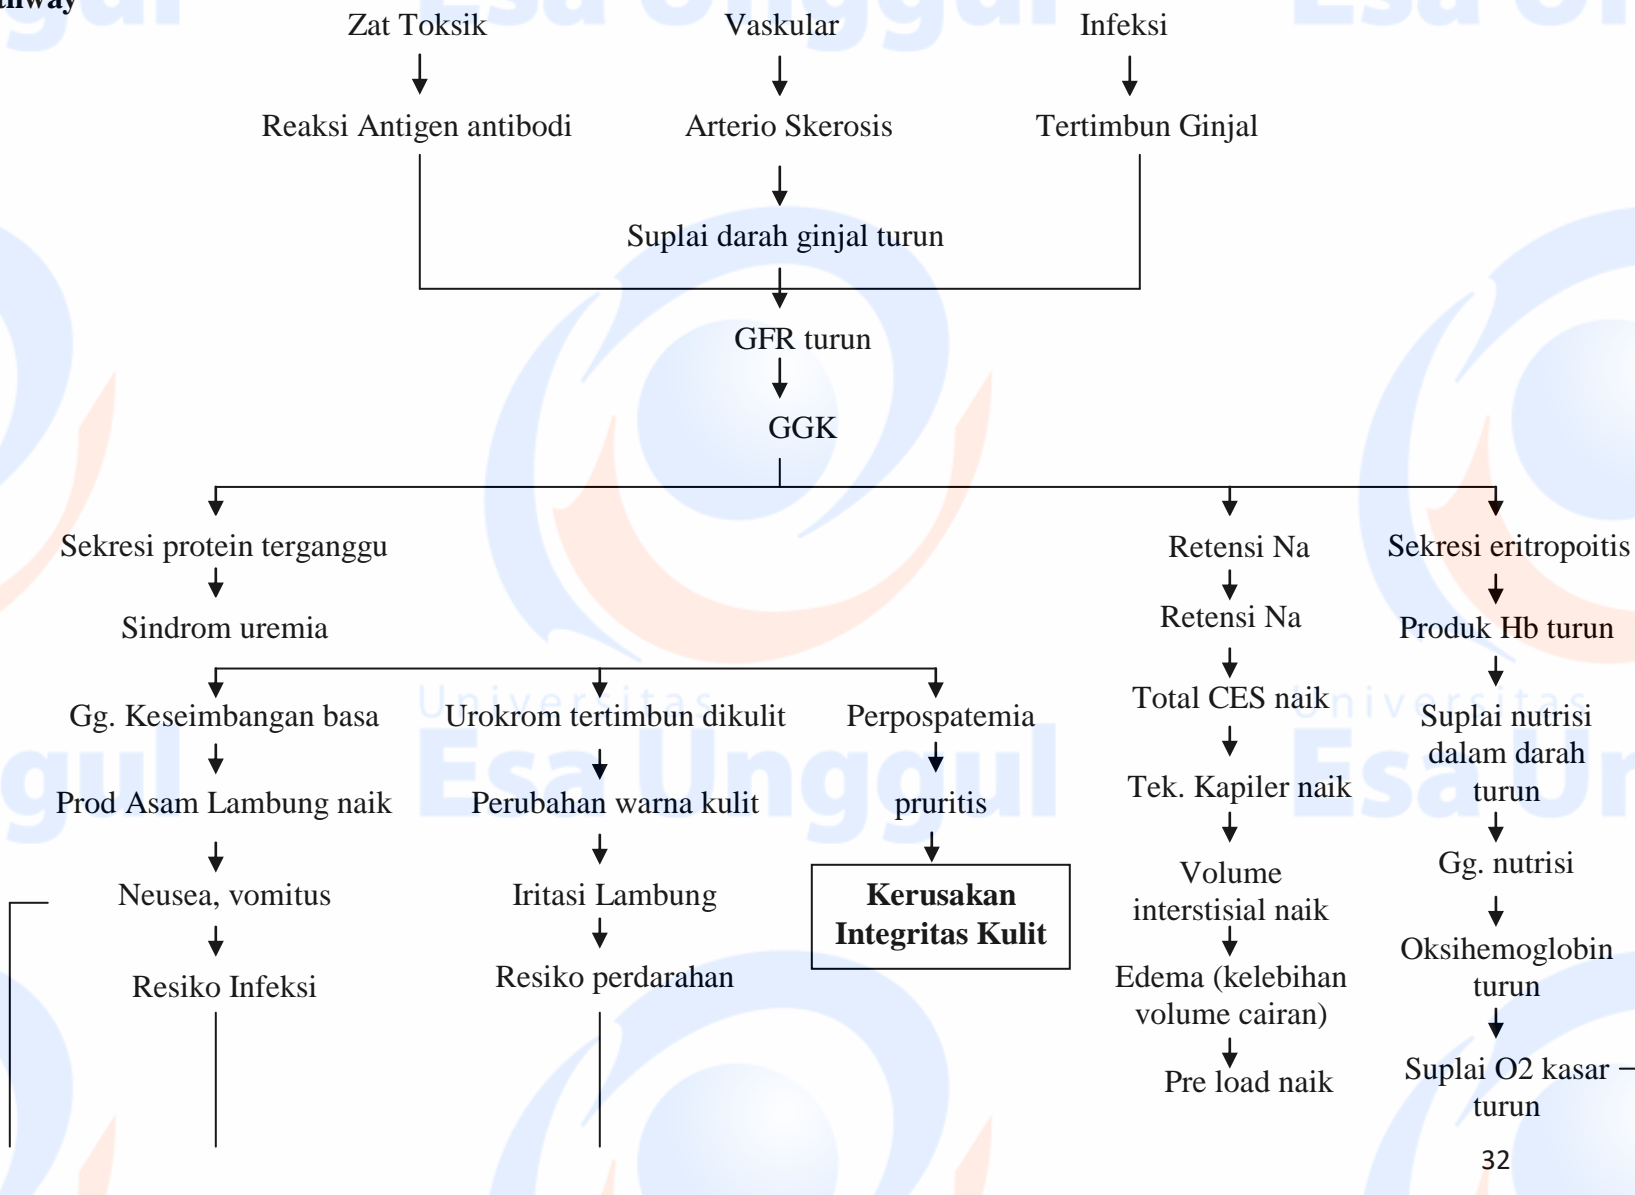 Zat Toksik
Vaskular
Infeksi
Reaksi Antigen antibodi
Arterio Skerosis
Tertimbun Ginjal
Suplai darah ginjal turun
GFR turun
GGK
Sekresi protein terganggu
Retensi Na
Sekresi eritropoitis
Sindrom uremia
Retensi Na
Produk Hb turun
Gg. Keseimbangan basa
Urokrom tertimbun dikulit
Perpospatemia
Total CES naik
Suplai nutrisi
dalam darah
turun
Prod Asam Lambung naik
Perubahan warna kulit
pruritis
Tek. Kapiler naik
Gg. nutrisi
Neusea, vomitus
Iritasi Lambung
Kerusakan
Integritas Kulit
Volume
interstisial naik
Oksihemoglobin
turun
Resiko Infeksi
Resiko perdarahan
Edema (kelebihan
volume cairan)
Suplai O2 kasar
turun
Pre load naik
32
Universitas
Esa Unggul
Universitas